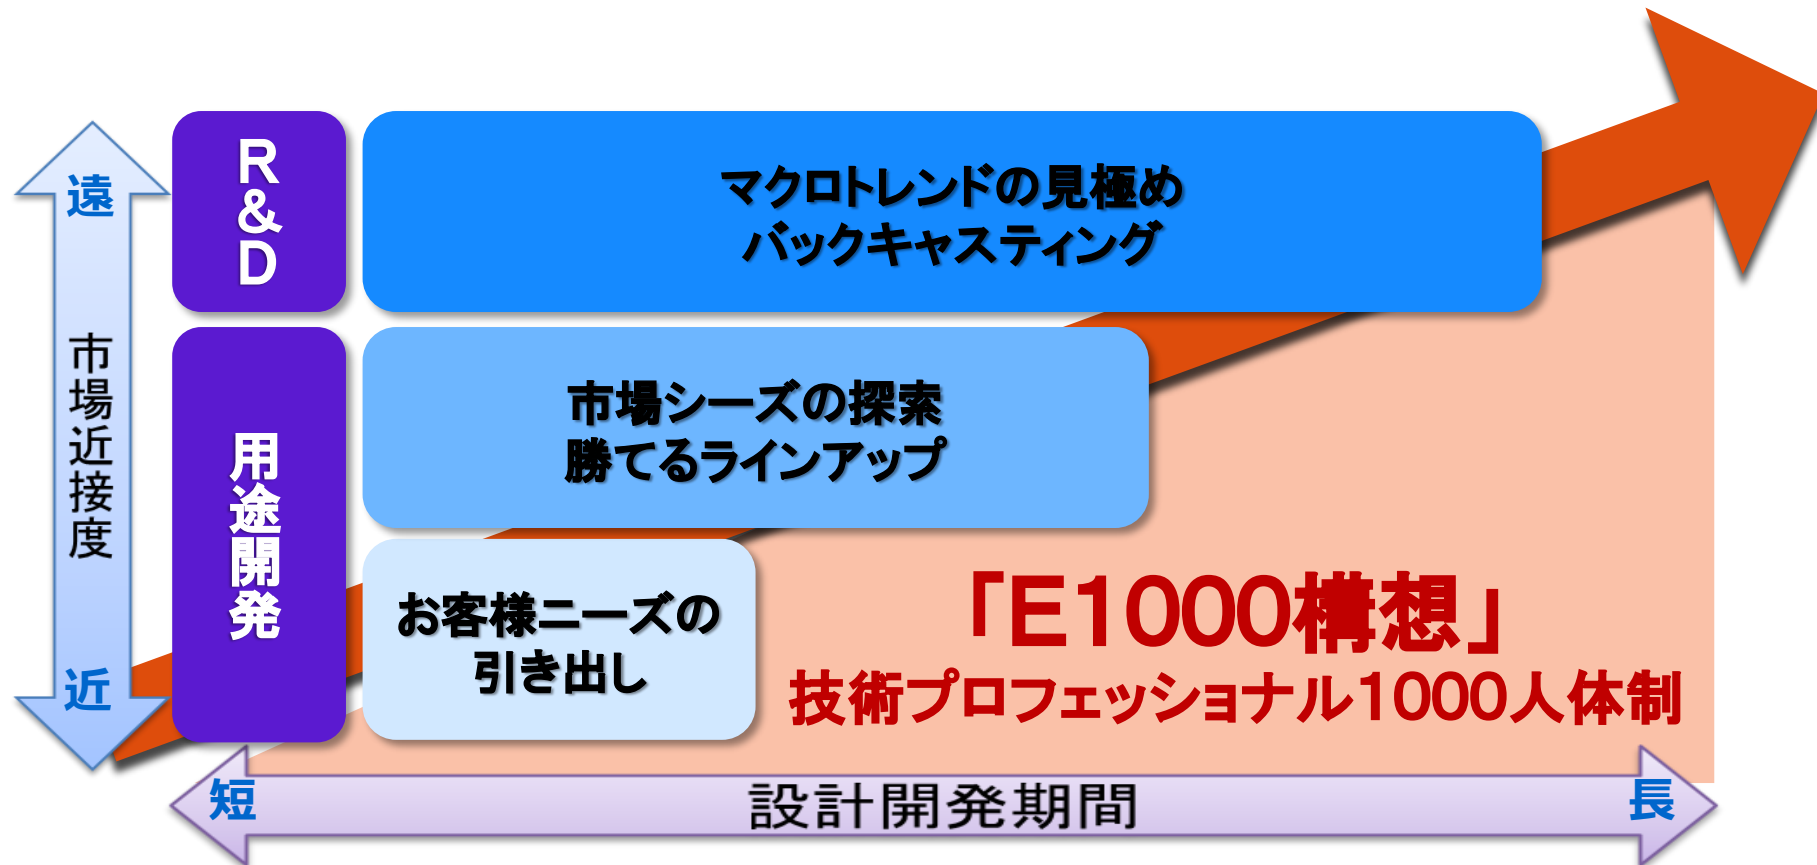 遠
市場近接度
近
R&D
マクロトレンドの見極め
バックキャスティング
用途開発
市場シーズの探索
勝てるラインアップ
お客様ニーズの
引き出し
「E1000構想」
技術プロフェッショナル1000人体制
短
設計開発期間
長